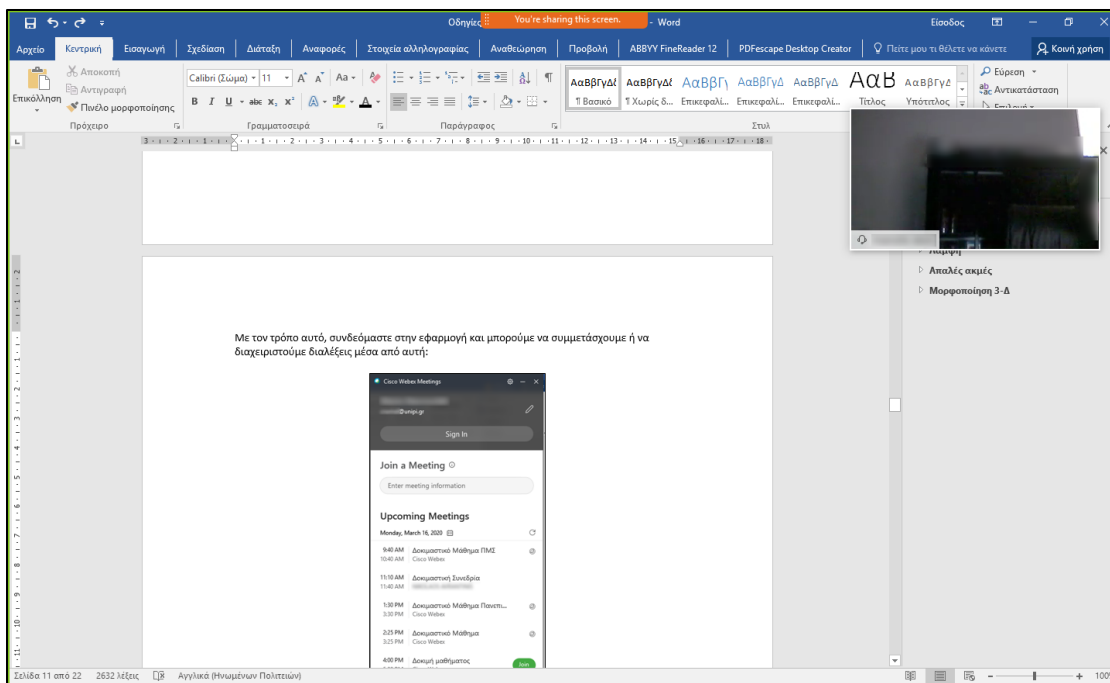 Οδηγίες
You're sharing this screen.
- Word
Είσοδος
Αρχείο Κεντρική Εισαγωγή Σχεδίαση Διάταξη Αναφορές Στοιχεία αλληλογραφίας Αναθεώρηση Προβολή ABBYY FineReader 12 PDFescape Desktop Creator Πείτε μου τι θέλετε να κάνετε Κοινή χρήση
Επικόλληση
Αποκοπή
Αντιγραφή
Πινέλο μορφοποίησης
Πρόχειρο
Calibri (Σώμα) 11
Γραμματοσειρά
Παράγραφος
ΑαΒβΓγΔδ ΑαΒβΓγΔδ ΑαΒβΓγ ΑαΒβΓγΔ ΑαΒβΓγΔ ΑαΒ ΑαΒβΓγΔ
¶ Βασικό ¶ Χωρίς δ... Επικεφαλί... Επικεφαλί... Επικεφαλί... Τίτλος Υπότιτλος
Στυλ
Εύρεση
Αντικατάσταση
Επιλογή
Λάμψη
Απαλές ακμές
Μορφοποίηση 3-Δ
Με τον τρόπο αυτό, συνδεόμαστε στην εφαρμογή και μπορούμε να συμμετάσχουμε ή να
διαχειριστούμε διαλέξεις μέσα από αυτή:
Cisco Webex Meetings
@unipi.gr
Sign In
Join a Meeting
Enter meeting information
Upcoming Meetings
Monday, March 16, 2020
9:40 AM Δοκιμαστικό Μάθημα ΠΜΣ
10:40 AM Cisco Webex
11:10 AM Δοκιμαστική Συνεδρία
11:40 AM
1:30 PM Δοκιμαστικό Μάθημα Πανεπι...
3:30 PM Cisco Webex
2:25 PM Δοκιμαστικό Μάθημα
3:25 PM Cisco Webex
4:00 PM Δοκιμή μαθήματος
Join
Σελίδα 11 από 22 2632 λέξεις Αγγλικά (Ηνωμένων Πολιτειών) 100%